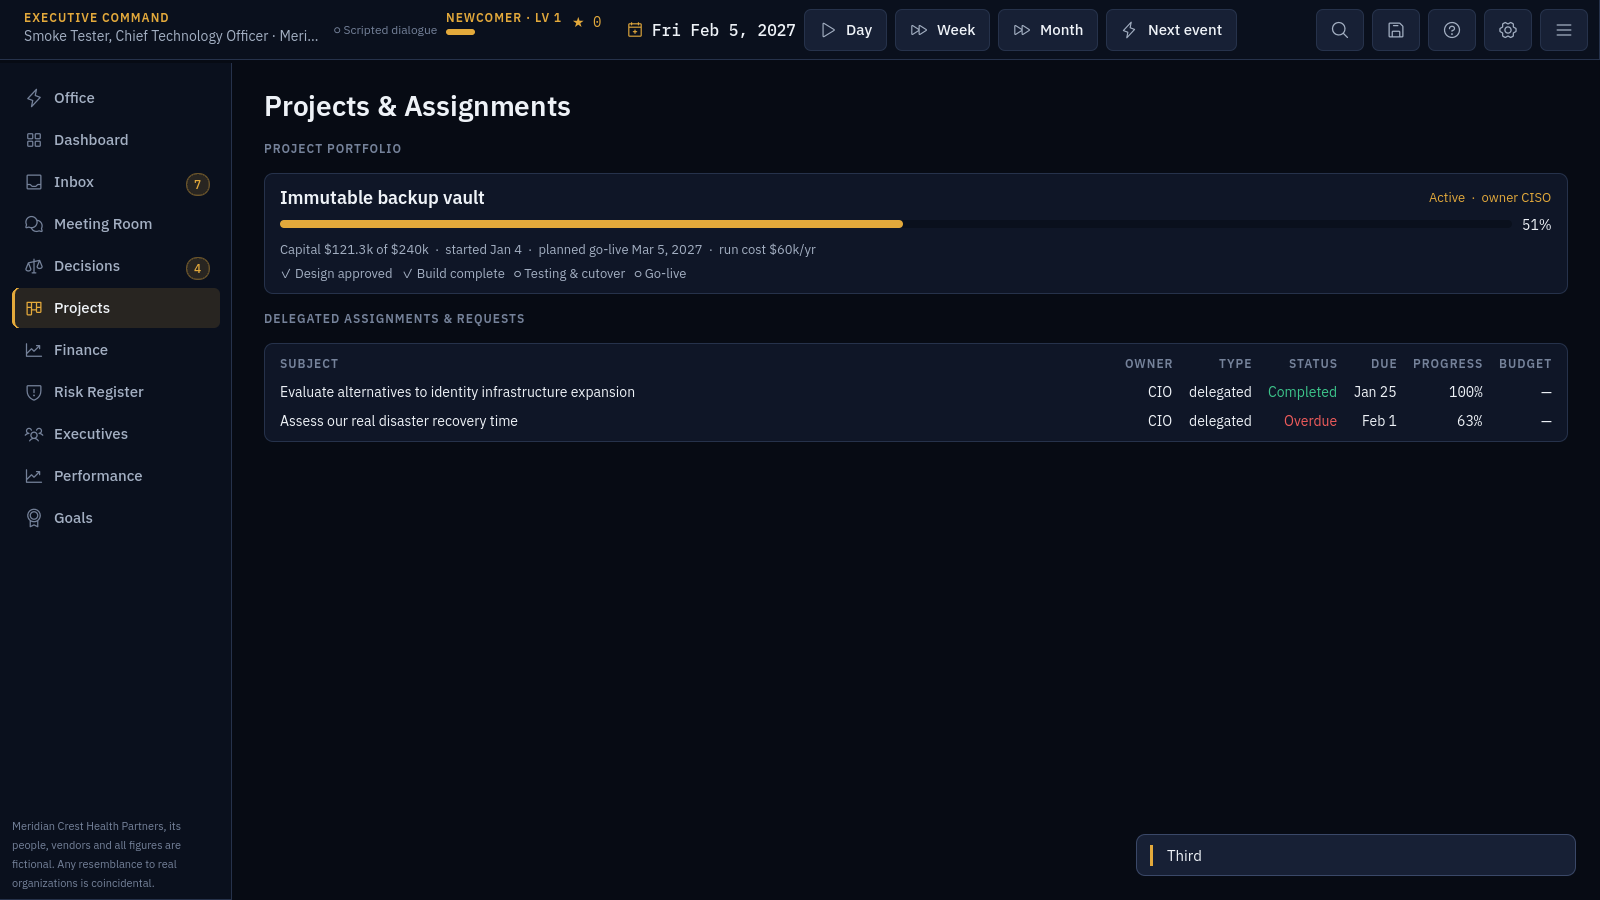 EXECUTIVE COMMAND
Smoke Tester, Chief Technology Officer · Meri...
Scripted dialogue
NEWCOMER · LV 1
★ 0
Fri Feb 5, 2027
Day
Week
Month
Next event
Office
Dashboard
Inbox 7
Meeting Room
Decisions 4
Projects
Finance
Risk Register
Executives
Performance
Goals
Meridian Crest Health Partners, its
people, vendors and all figures are
fictional. Any resemblance to real
organizations is coincidental.
Projects & Assignments
PROJECT PORTFOLIO
Immutable backup vault
Active · owner CISO
51%
Capital $121.3k of $240k · started Jan 4 · planned go-live Mar 5, 2027 · run cost $60k/yr
✓ Design approved ✓ Build complete ○ Testing & cutover ○ Go-live
DELEGATED ASSIGNMENTS & REQUESTS
SUBJECT OWNER TYPE STATUS DUE PROGRESS BUDGET
Evaluate alternatives to identity infrastructure expansion CIO delegated Completed Jan 25 100% —
Assess our real disaster recovery time CIO delegated Overdue Feb 1 63% —
Third